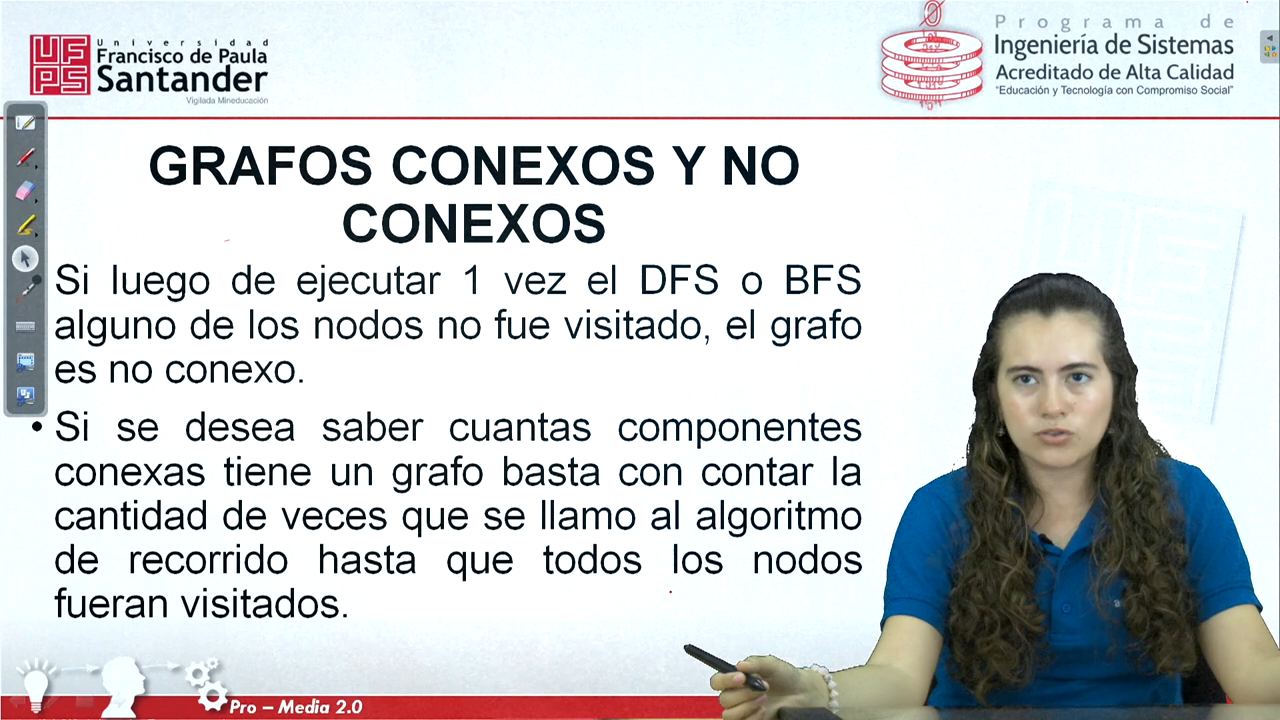 UFPS
Universidad
Francisco de Paula
Santander
Vigilada Mineducación
Programa de
Ingeniería de Sistemas
Acreditado de Alta Calidad
"Educación y Tecnología con Compromiso Social"
GRAFOS CONEXOS Y NO
CONEXOS
Si luego de ejecutar 1 vez el DFS o BFS
alguno de los nodos no fue visitado, el grafo
es no conexo.
• Si se desea saber cuantas componentes
conexas tiene un grafo basta con contar la
cantidad de veces que se llamo al algoritmo
de recorrido hasta que todos los nodos
fueran visitados.
Pro – Media 2.0